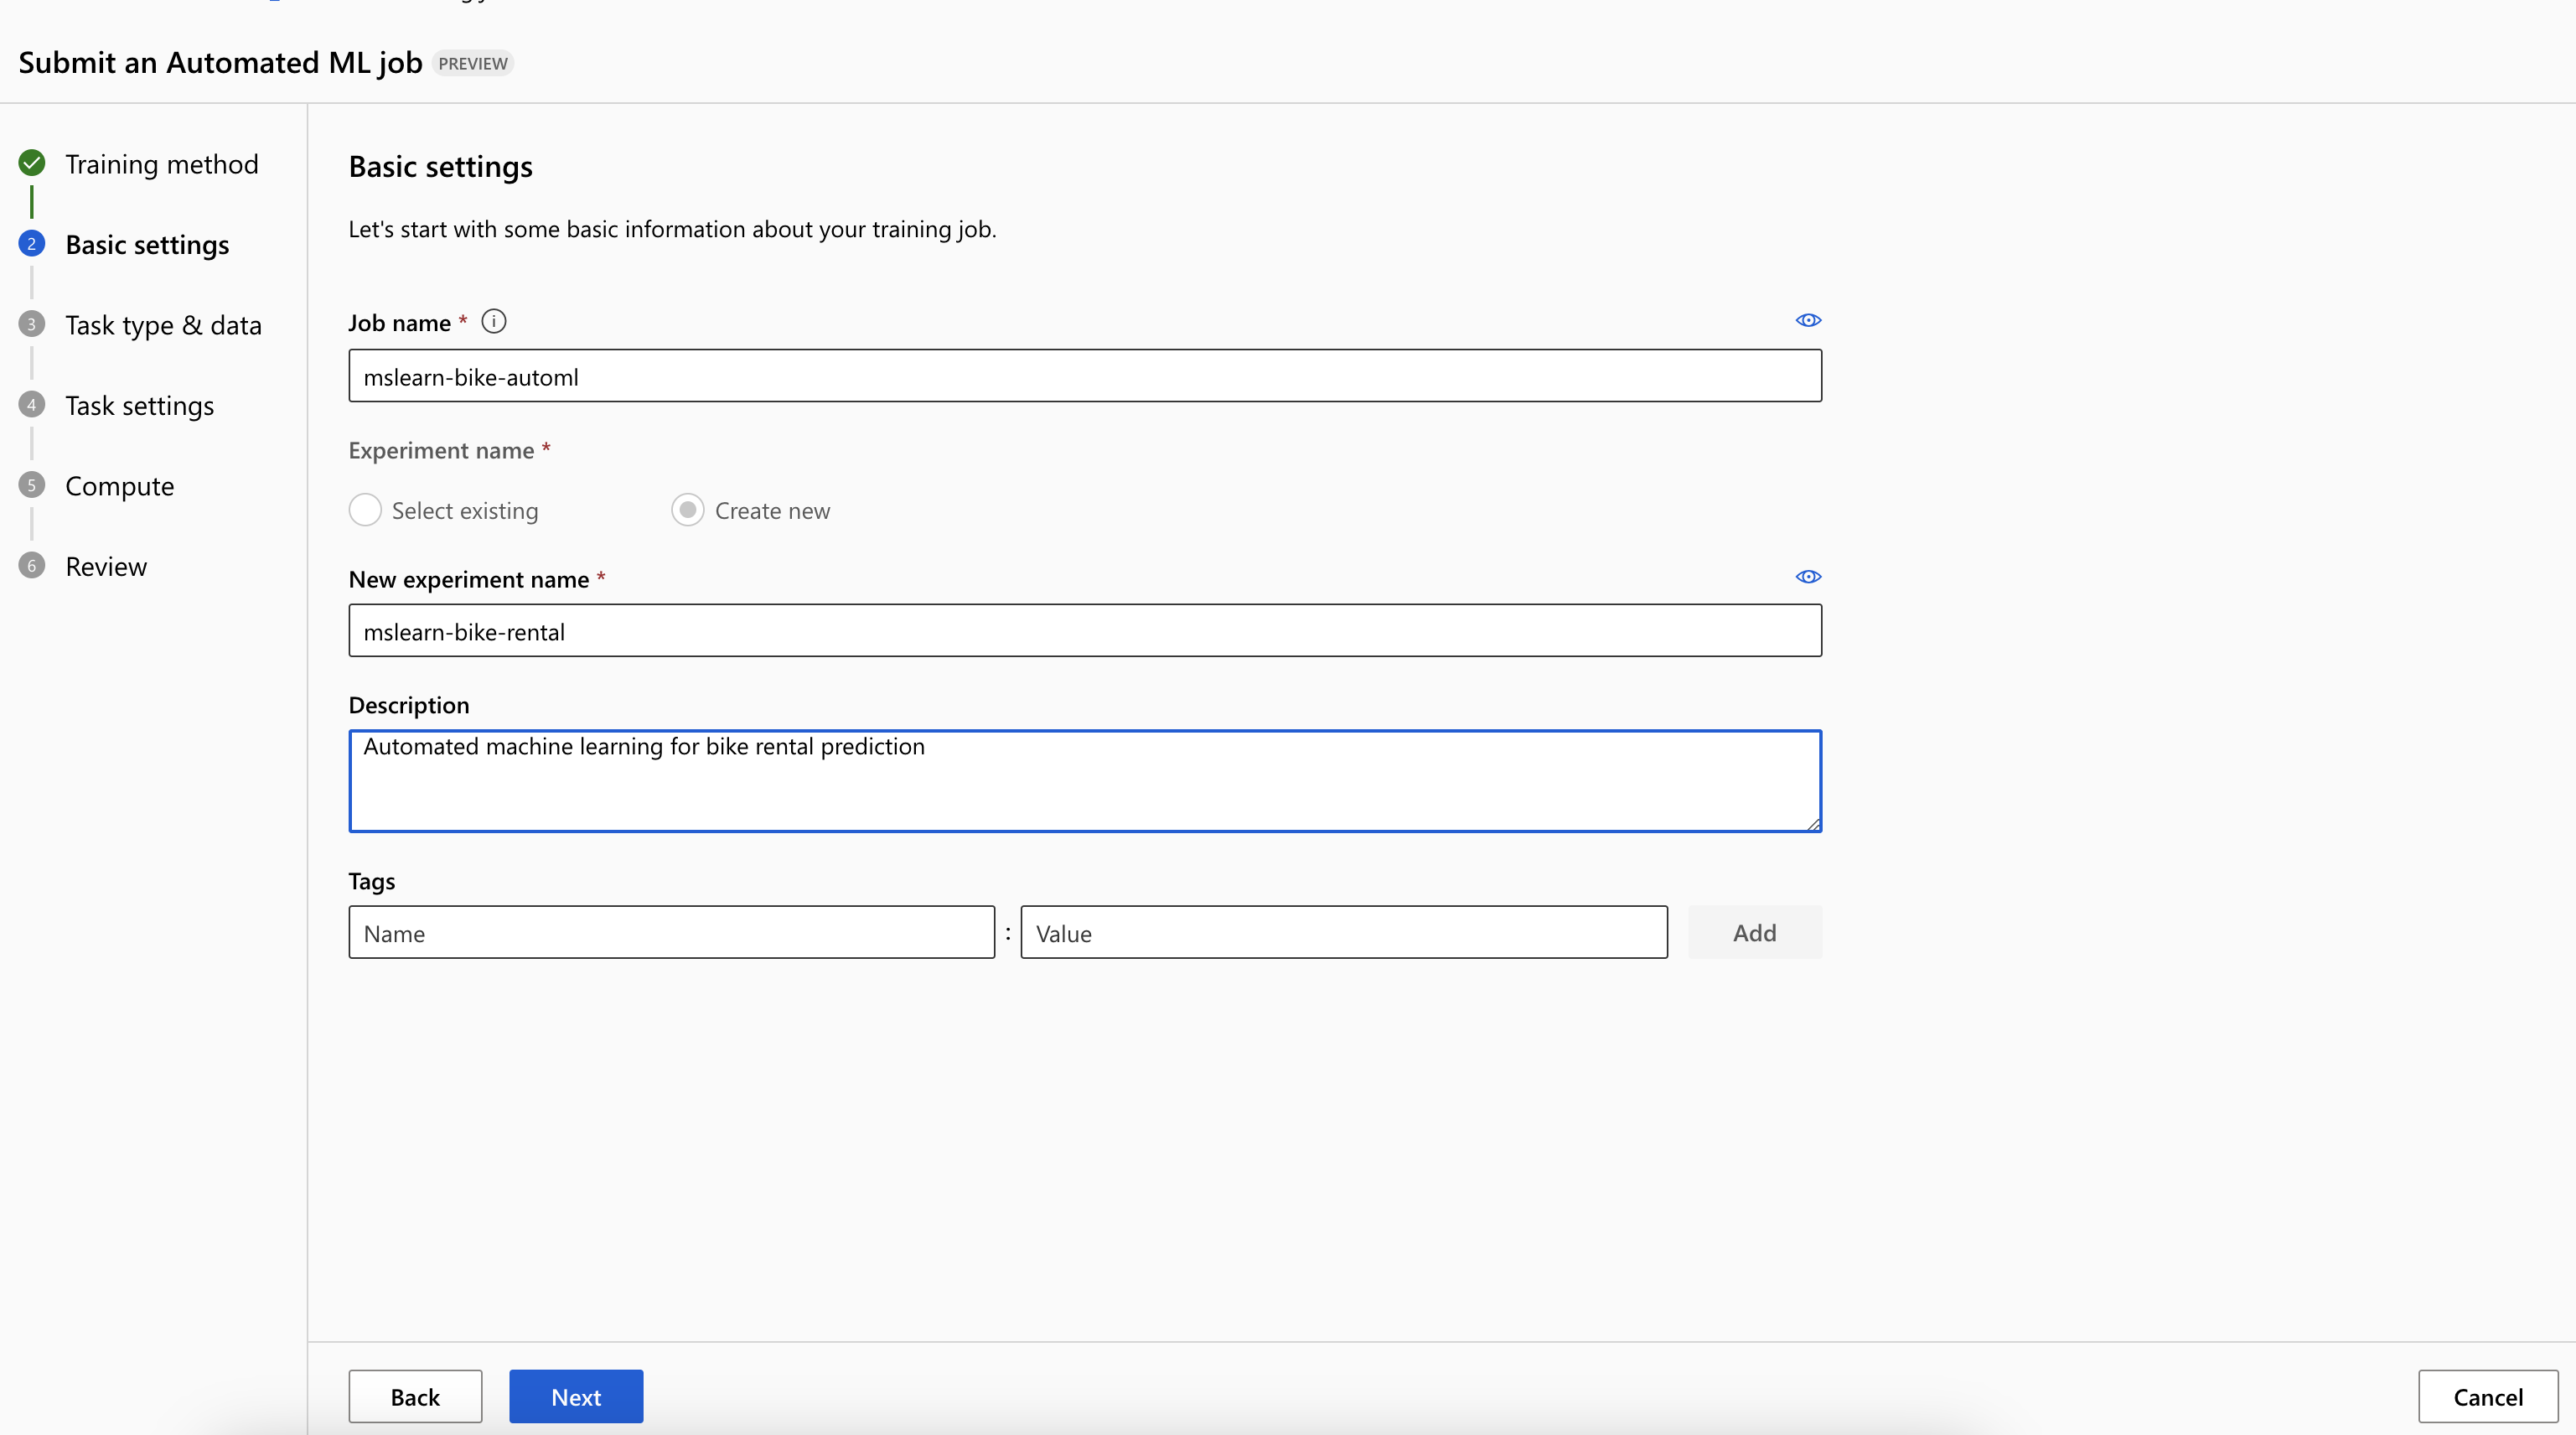 Submit an Automated ML job PREVIEW
Training method
2 Basic settings
3 Task type & data
4 Task settings
5 Compute
6 Review
Basic settings
Let's start with some basic information about your training job.
Job name * i
mslearn-bike-automl
Experiment name *
Select existing Create new
New experiment name *
mslearn-bike-rental
Description
Automated machine learning for bike rental prediction
Tags
Name : Value Add
Back Next Cancel